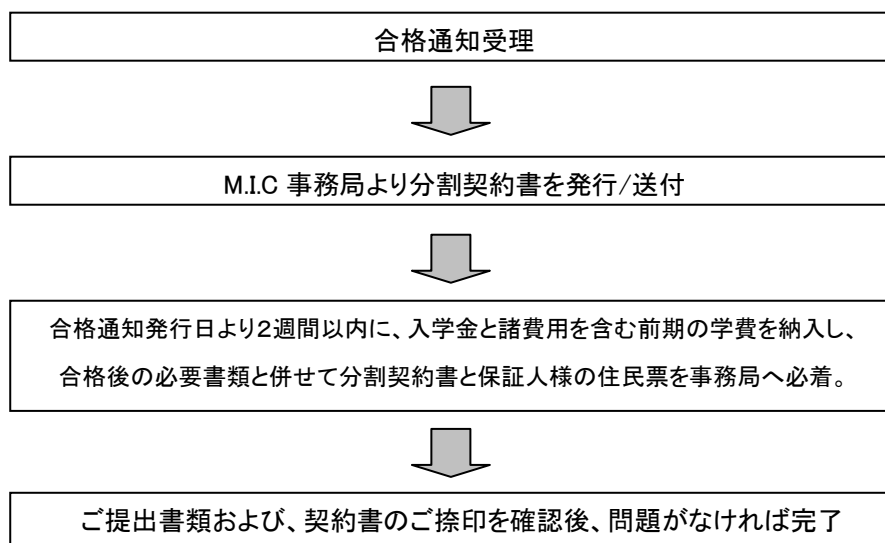 合格通知受理
M.I.C 事務局より分割契約書を発行/送付
合格通知発行日より2週間以内に、入学金と諸費用を含む前期の学費を納入し、
合格後の必要書類と併せて分割契約書と保証人様の住民票を事務局へ必着。
ご提出書類および、契約書のご捺印を確認後、問題がなければ完了